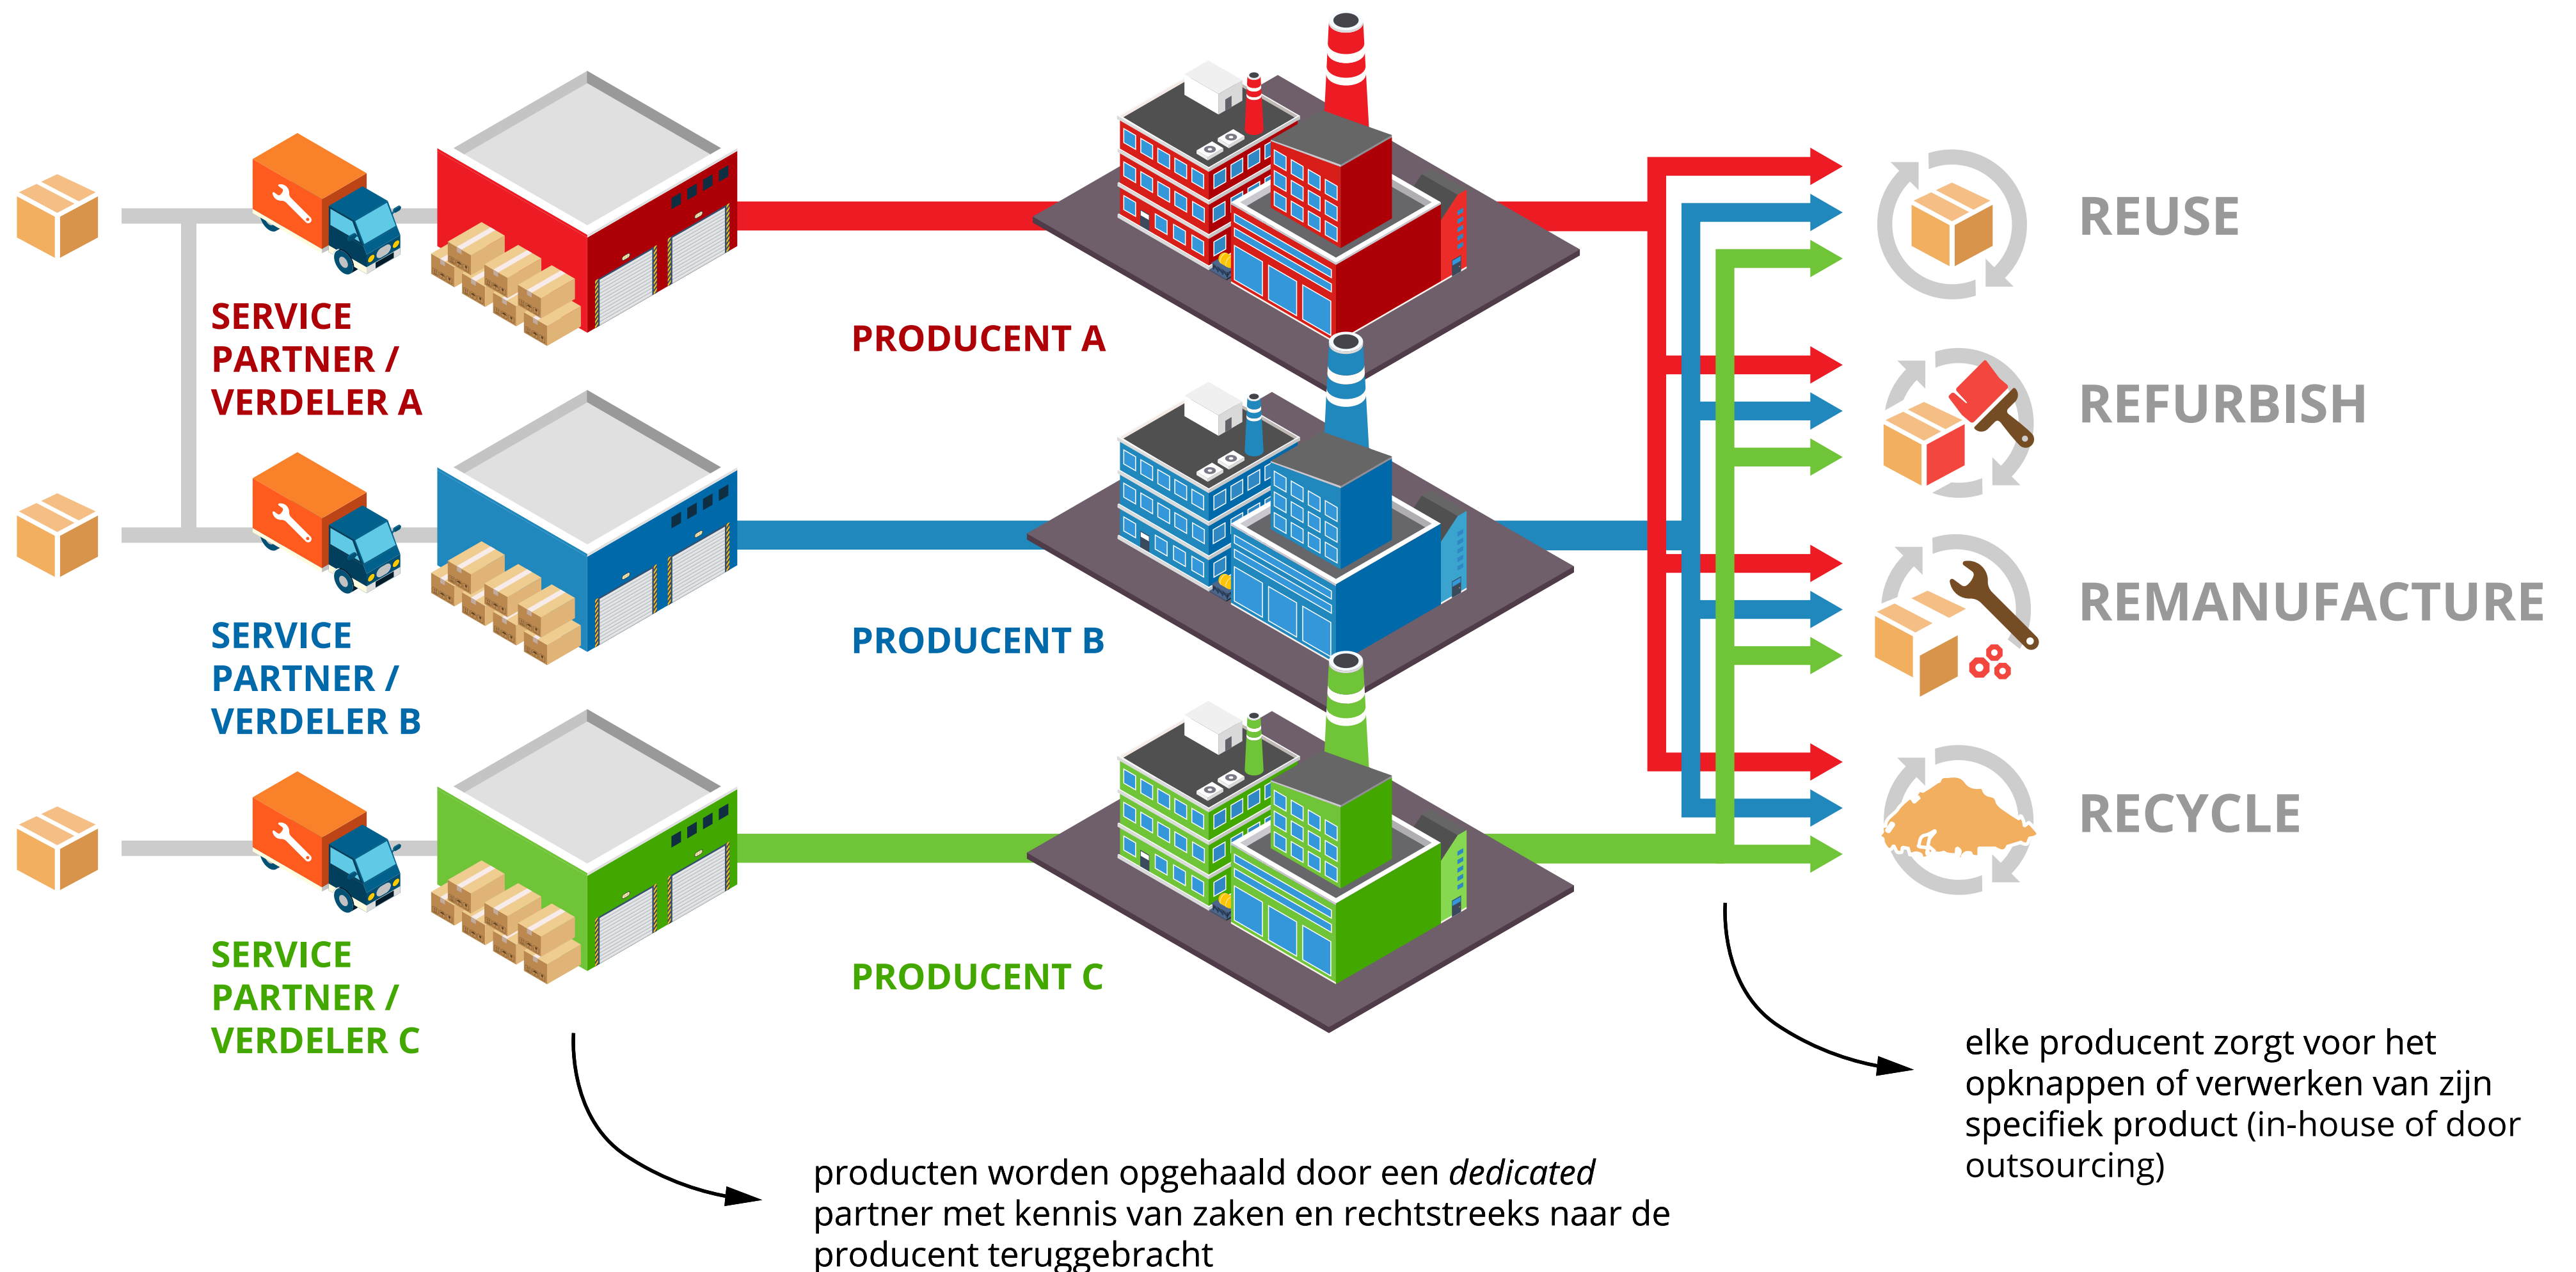 SERVICE
PARTNER /
VERDELER A
PRODUCENT A
SERVICE
PARTNER /
VERDELER B
PRODUCENT B
SERVICE
PARTNER /
VERDELER C
PRODUCENT C
REUSE
REFURBISH
REMANUFACTURE
RECYCLE
producten worden opgehaald door een dedicated
partner met kennis van zaken en rechtstreeks naar de
producent teruggebracht
elke producent zorgt voor het
opknappen of verwerken van zijn
specifiek product (in-house of door
outsourcing)